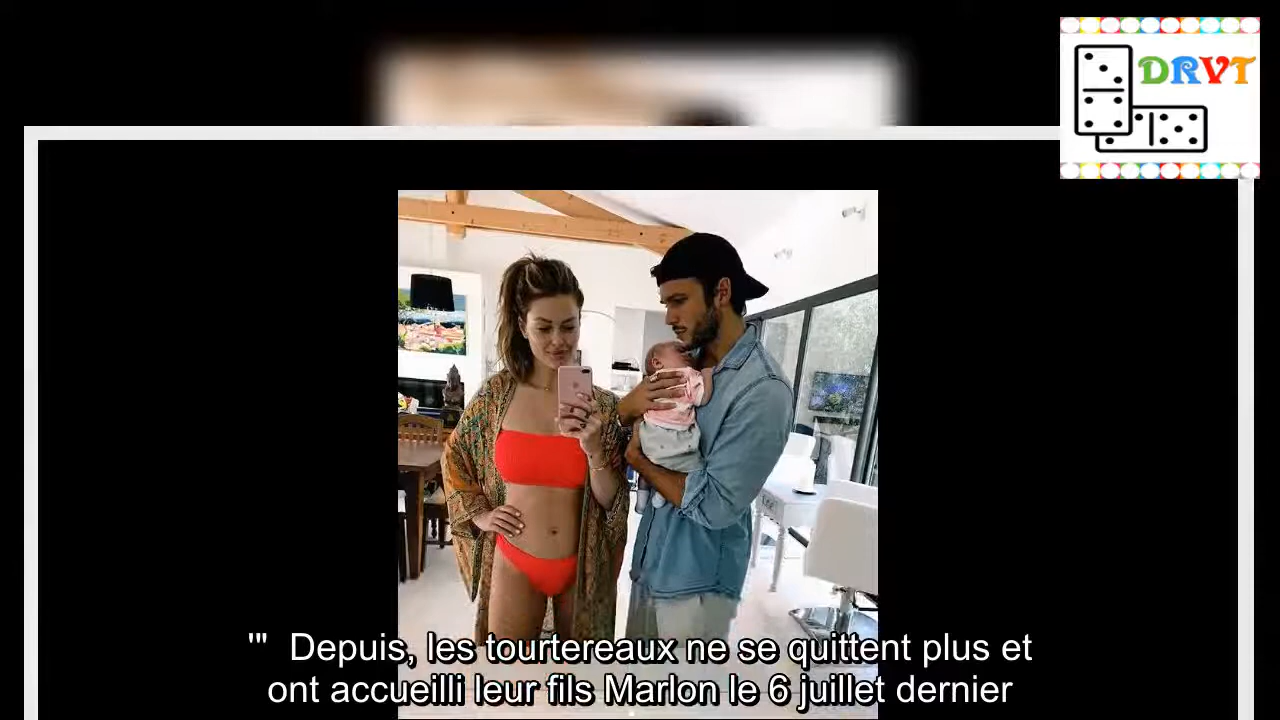 DRVT
'" Depuis, les tourtereaux ne se quittent plus et
ont accueilli leur fils Marlon le 6 juillet dernier